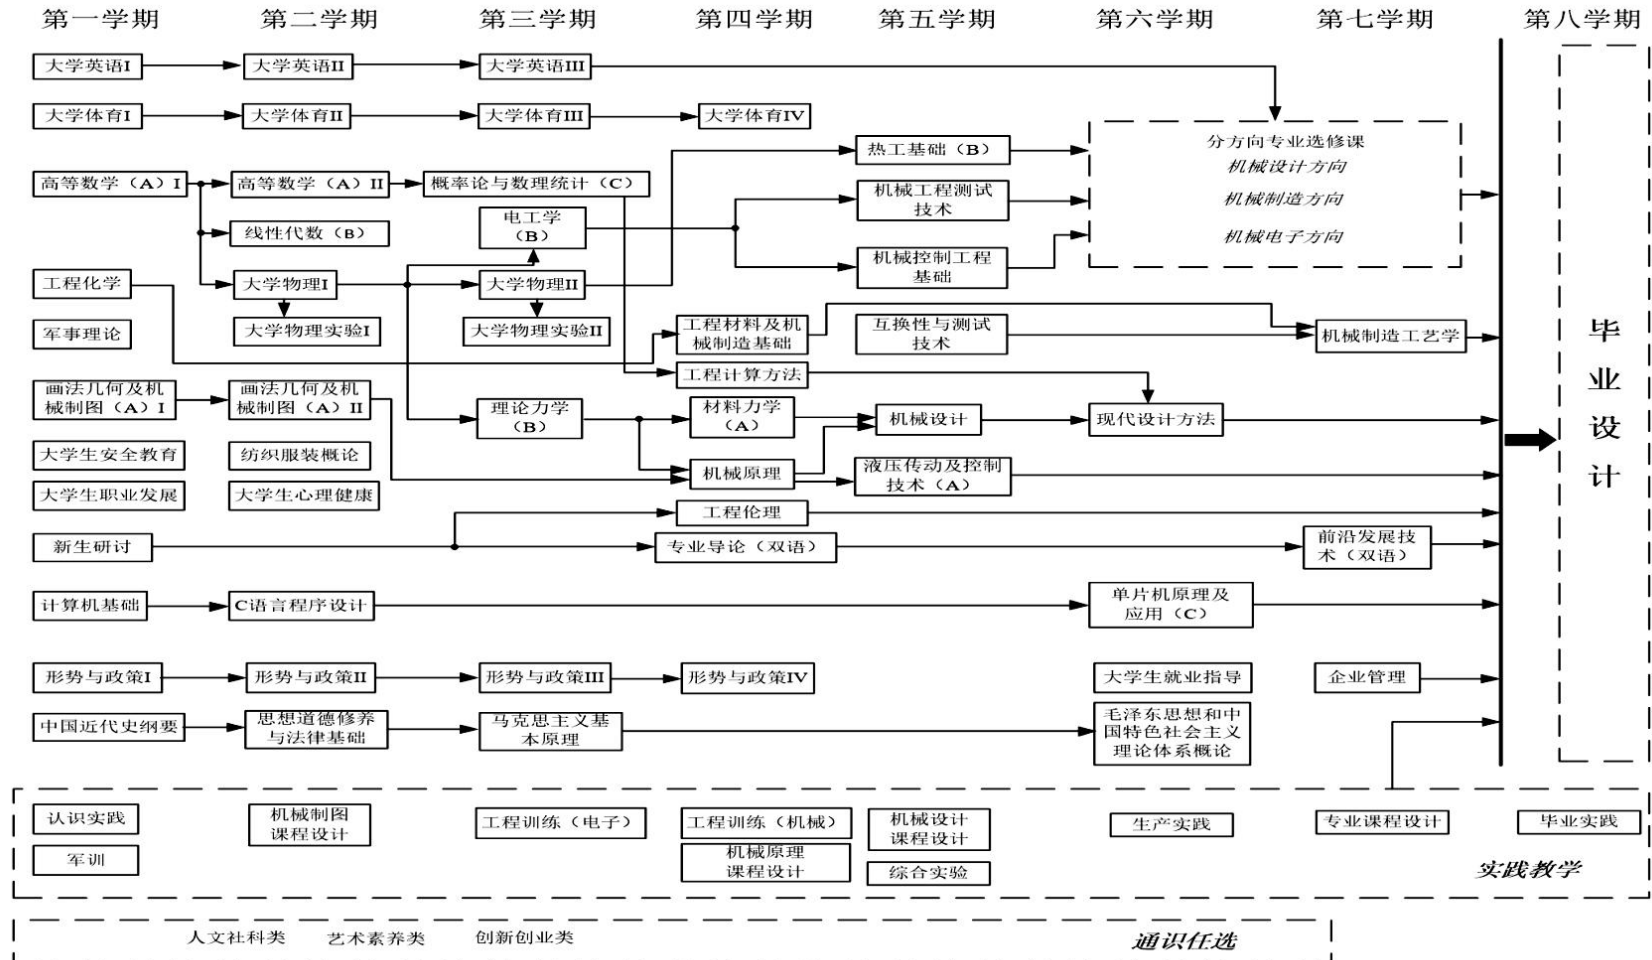 第一学期 第二学期 第三学期 第四学期 第五学期 第六学期 第七学期 第八学期
大学英语I 大学英语II 大学英语III
大学体育I 大学体育II 大学体育III 大学体育IV
分方向专业选修课
机械设计方向
机械制造方向
机械电子方向
热工基础（B）
高等数学（A）I 高等数学（A）II 概率论与数理统计（C）
机械工程测试
技术
电工学
（B）
线性代数（B）
机械控制工程
基础
工程化学 大学物理I 大学物理II
大学物理实验I 大学物理实验II
军事理论
工程材料及机
械制造基础
互换性与测试
技术
机械制造工艺学
工程计算方法
画法几何及机
械制图（A）I
画法几何及机
械制图（A）II
理论力学
（B）
材料力学
（A）
机械设计 现代设计方法
大学生安全教育 纺织服装概论
机械原理
液压传动及控制
技术（A）
大学生职业发展 大学生心理健康
工程伦理
新生研讨 专业导论（双语）
前沿发展技
术（双语）
计算机基础 C语言程序设计
单片机原理及
应用（C）
形势与政策I 形势与政策II 形势与政策III 形势与政策IV 大学生就业指导 企业管理
中国近代史纲要
思想道德修养
与法律基础
马克思主义基
本原理
毛泽东思想和中
国特色社会主义
理论体系概论
毕
业
设
计
认识实践
军训
机械制图
课程设计
工程训练（电子）
工程训练（机械）
机械原理
课程设计
机械设计
课程设计
综合实验
生产实践
专业课程设计
毕业实践
实践教学
人文社科类 艺术素养类 创新创业类 通识任选